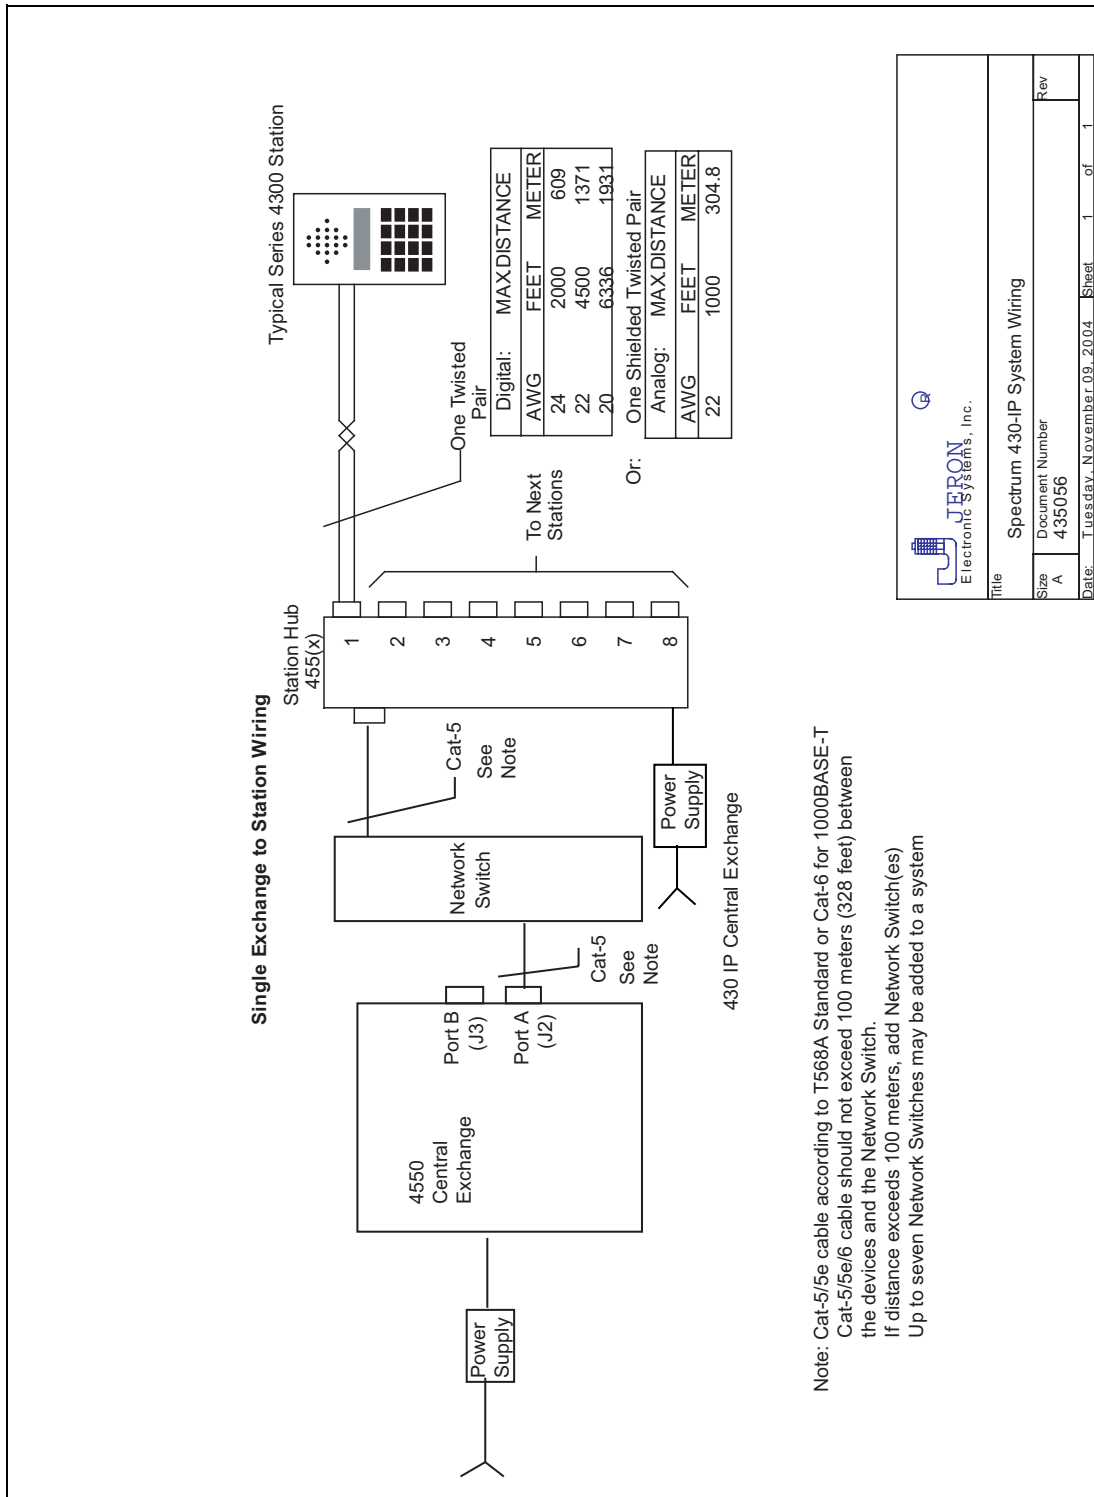 Single Exchange to Station Wiring
Typical Series 4300 Station
Station Hub
455(x)
1
2
3
4
5
6
7
8
One Twisted
Pair
To Next
Stations
Digital: MAX.DISTANCE
AWG FEET METER
24 2000 609
22 4500 1371
20 6336 1931
Or: One Shielded Twisted Pair
Analog: MAX.DISTANCE
AWG FEET METER
22 1000 304.8
Cat-5
See
Note
Network
Switch
Power
Supply
Cat-5
See
Note
Port B
(J3)
Port A
(J2)
4550
Central
Exchange
Power
Supply
430 IP Central Exchange
Note: Cat-5/5e cable according to T568A Standard or Cat-6 for 1000BASE-T
Cat-5/5e/6 cable should not exceed 100 meters (328 feet) between
the devices and the Network Switch.
If distance exceeds 100 meters, add Network Switch(es)
Up to seven Network Switches may be added to a system
JERON R
Electronic Systems, Inc.
Title
Spectrum 430-IP System Wiring
Size Document Number Rev
A 435056
Date: Tuesday, November 09, 2004 Sheet 1 of 1